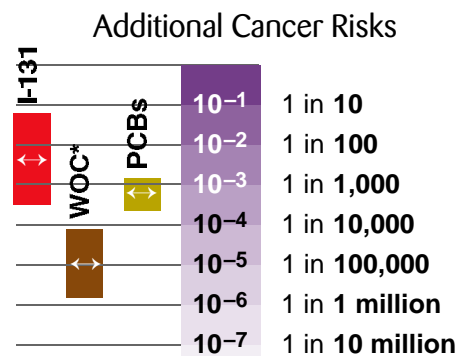 Additional Cancer Risks
I-131
WOC*
PCBs
10⁻¹ 1 in 10
10⁻² 1 in 100
10⁻³ 1 in 1,000
10⁻⁴ 1 in 10,000
10⁻⁵ 1 in 100,000
10⁻⁶ 1 in 1 million
10⁻⁷ 1 in 10 million